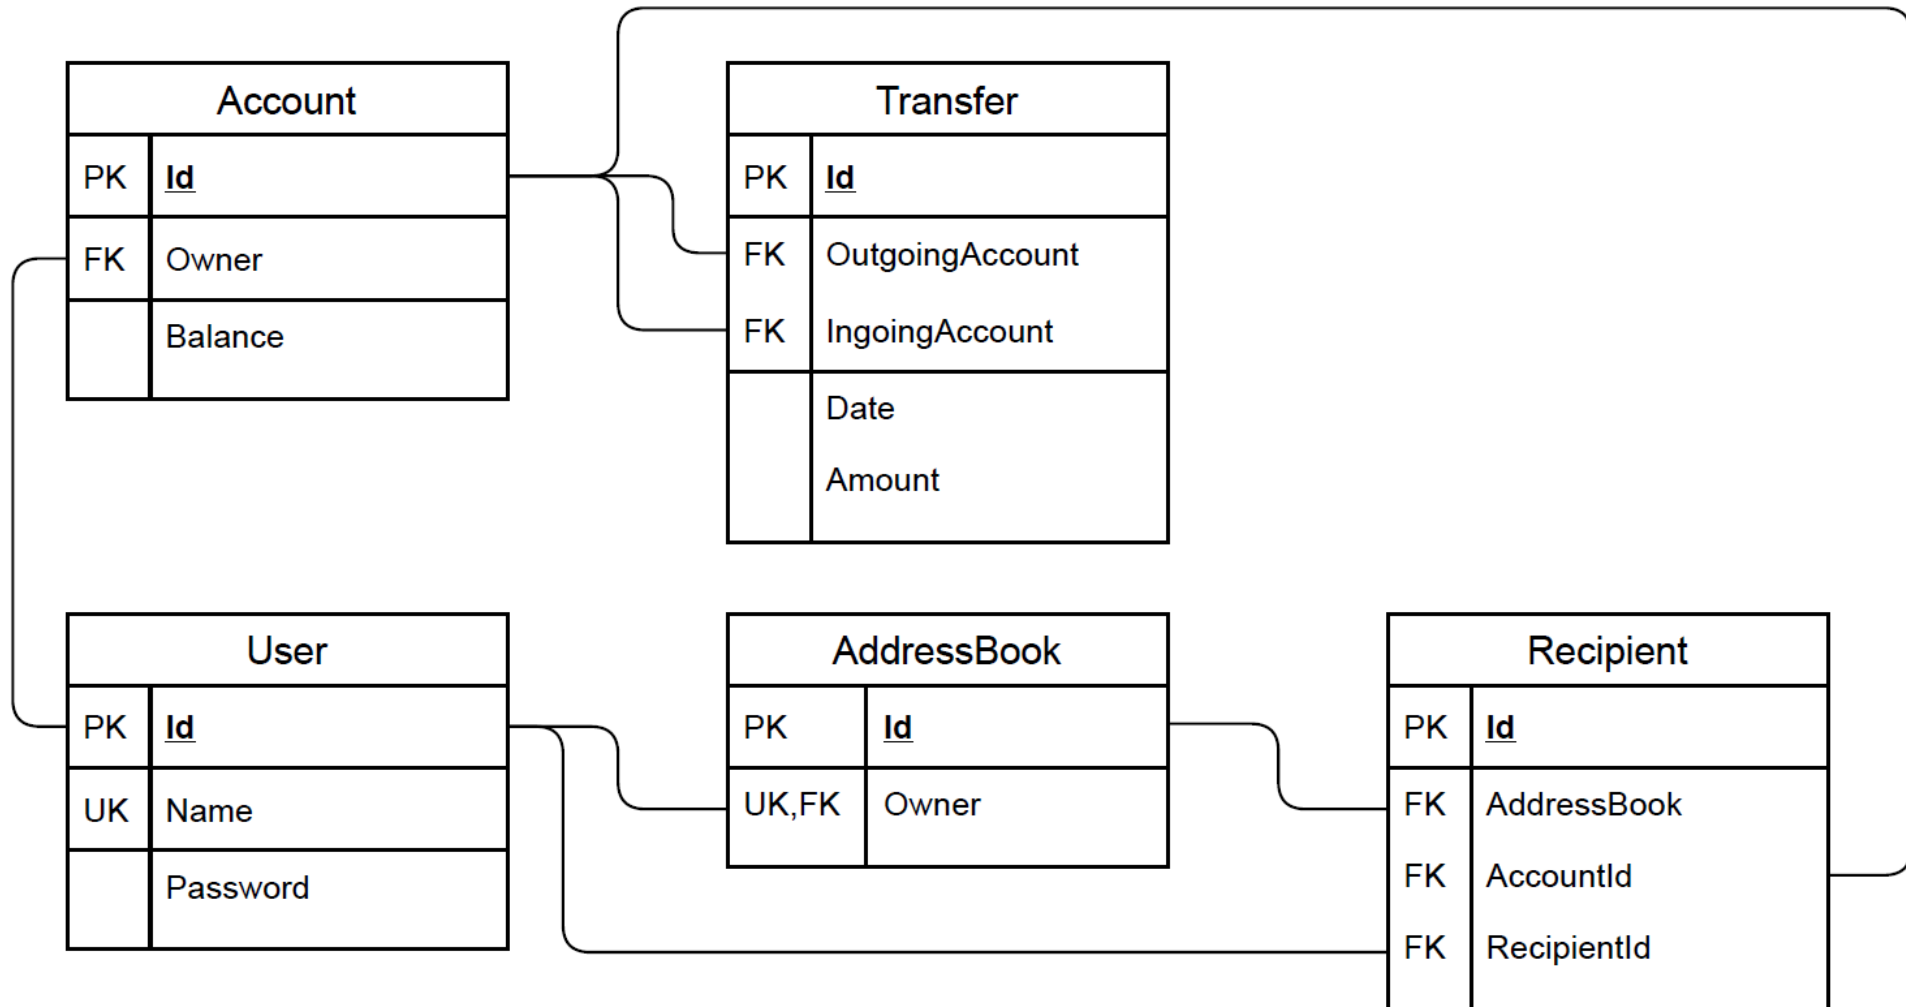 Account
PK Id
FK Owner
Balance
Transfer
PK Id
FK OutgoingAccount
FK IngoingAccount
Date
Amount
User
PK Id
UK Name
Password
AddressBook
PK Id
UK,FK Owner
Recipient
PK Id
FK AddressBook
FK AccountId
FK RecipientId